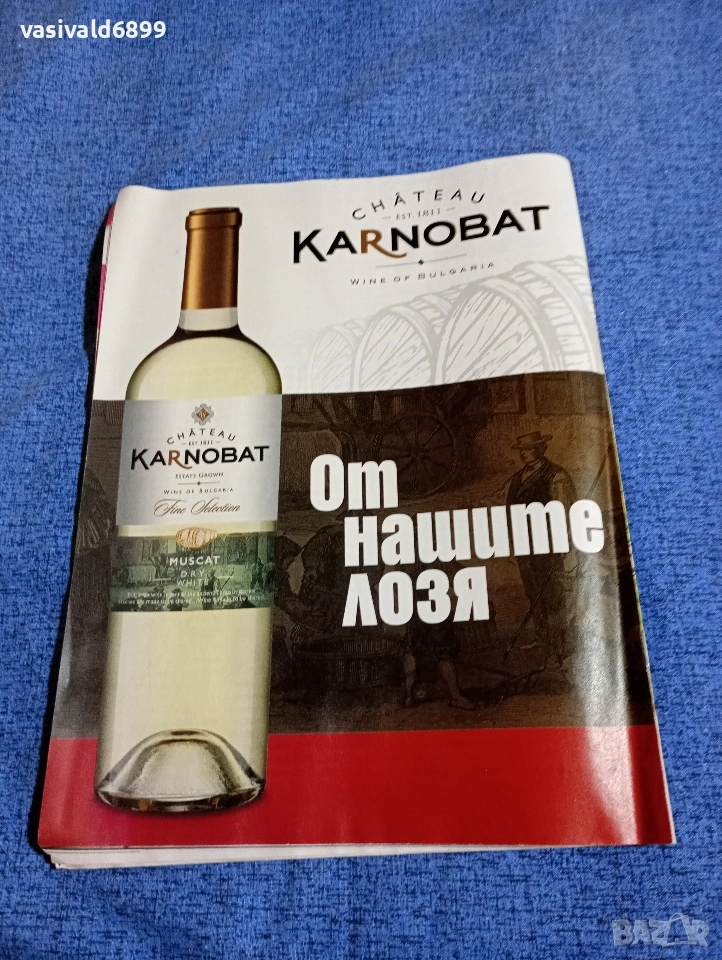 vasivald6899
CHÂTEAU
EST. 1811
KARNOBAT
WINE OF BULGARIA
CHÂTEAU
EST 1811
KARNOBAT
ESTATE GROWN
WINE OF BULGARIA
Fine Selection
MUSCAT
DRY
WHITE
От
нашите
лозя
BAZAR